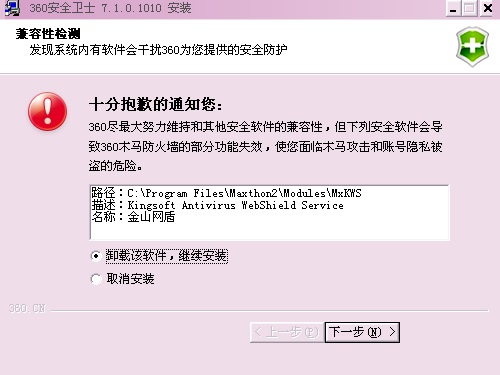 360安全卫士 7.1.0.1010 安装
兼容性检测
发现系统内有软件会干扰360为您提供的安全防护
十分抱歉的通知您：
360尽最大努力维持和其他安全软件的兼容性，但下列安全软件会导
致360木马防火墙的部分功能失效，使您面临木马攻击和账号隐私被
盗的危险。
路径：C:\Program Files\Maxthon2\Modules\MxKWS
描述：Kingsoft Antivirus WebShield Service
名称：金山网盾
卸载该软件，继续安装
取消安装
360.CN
< 上一步(P)
下一步(N) >